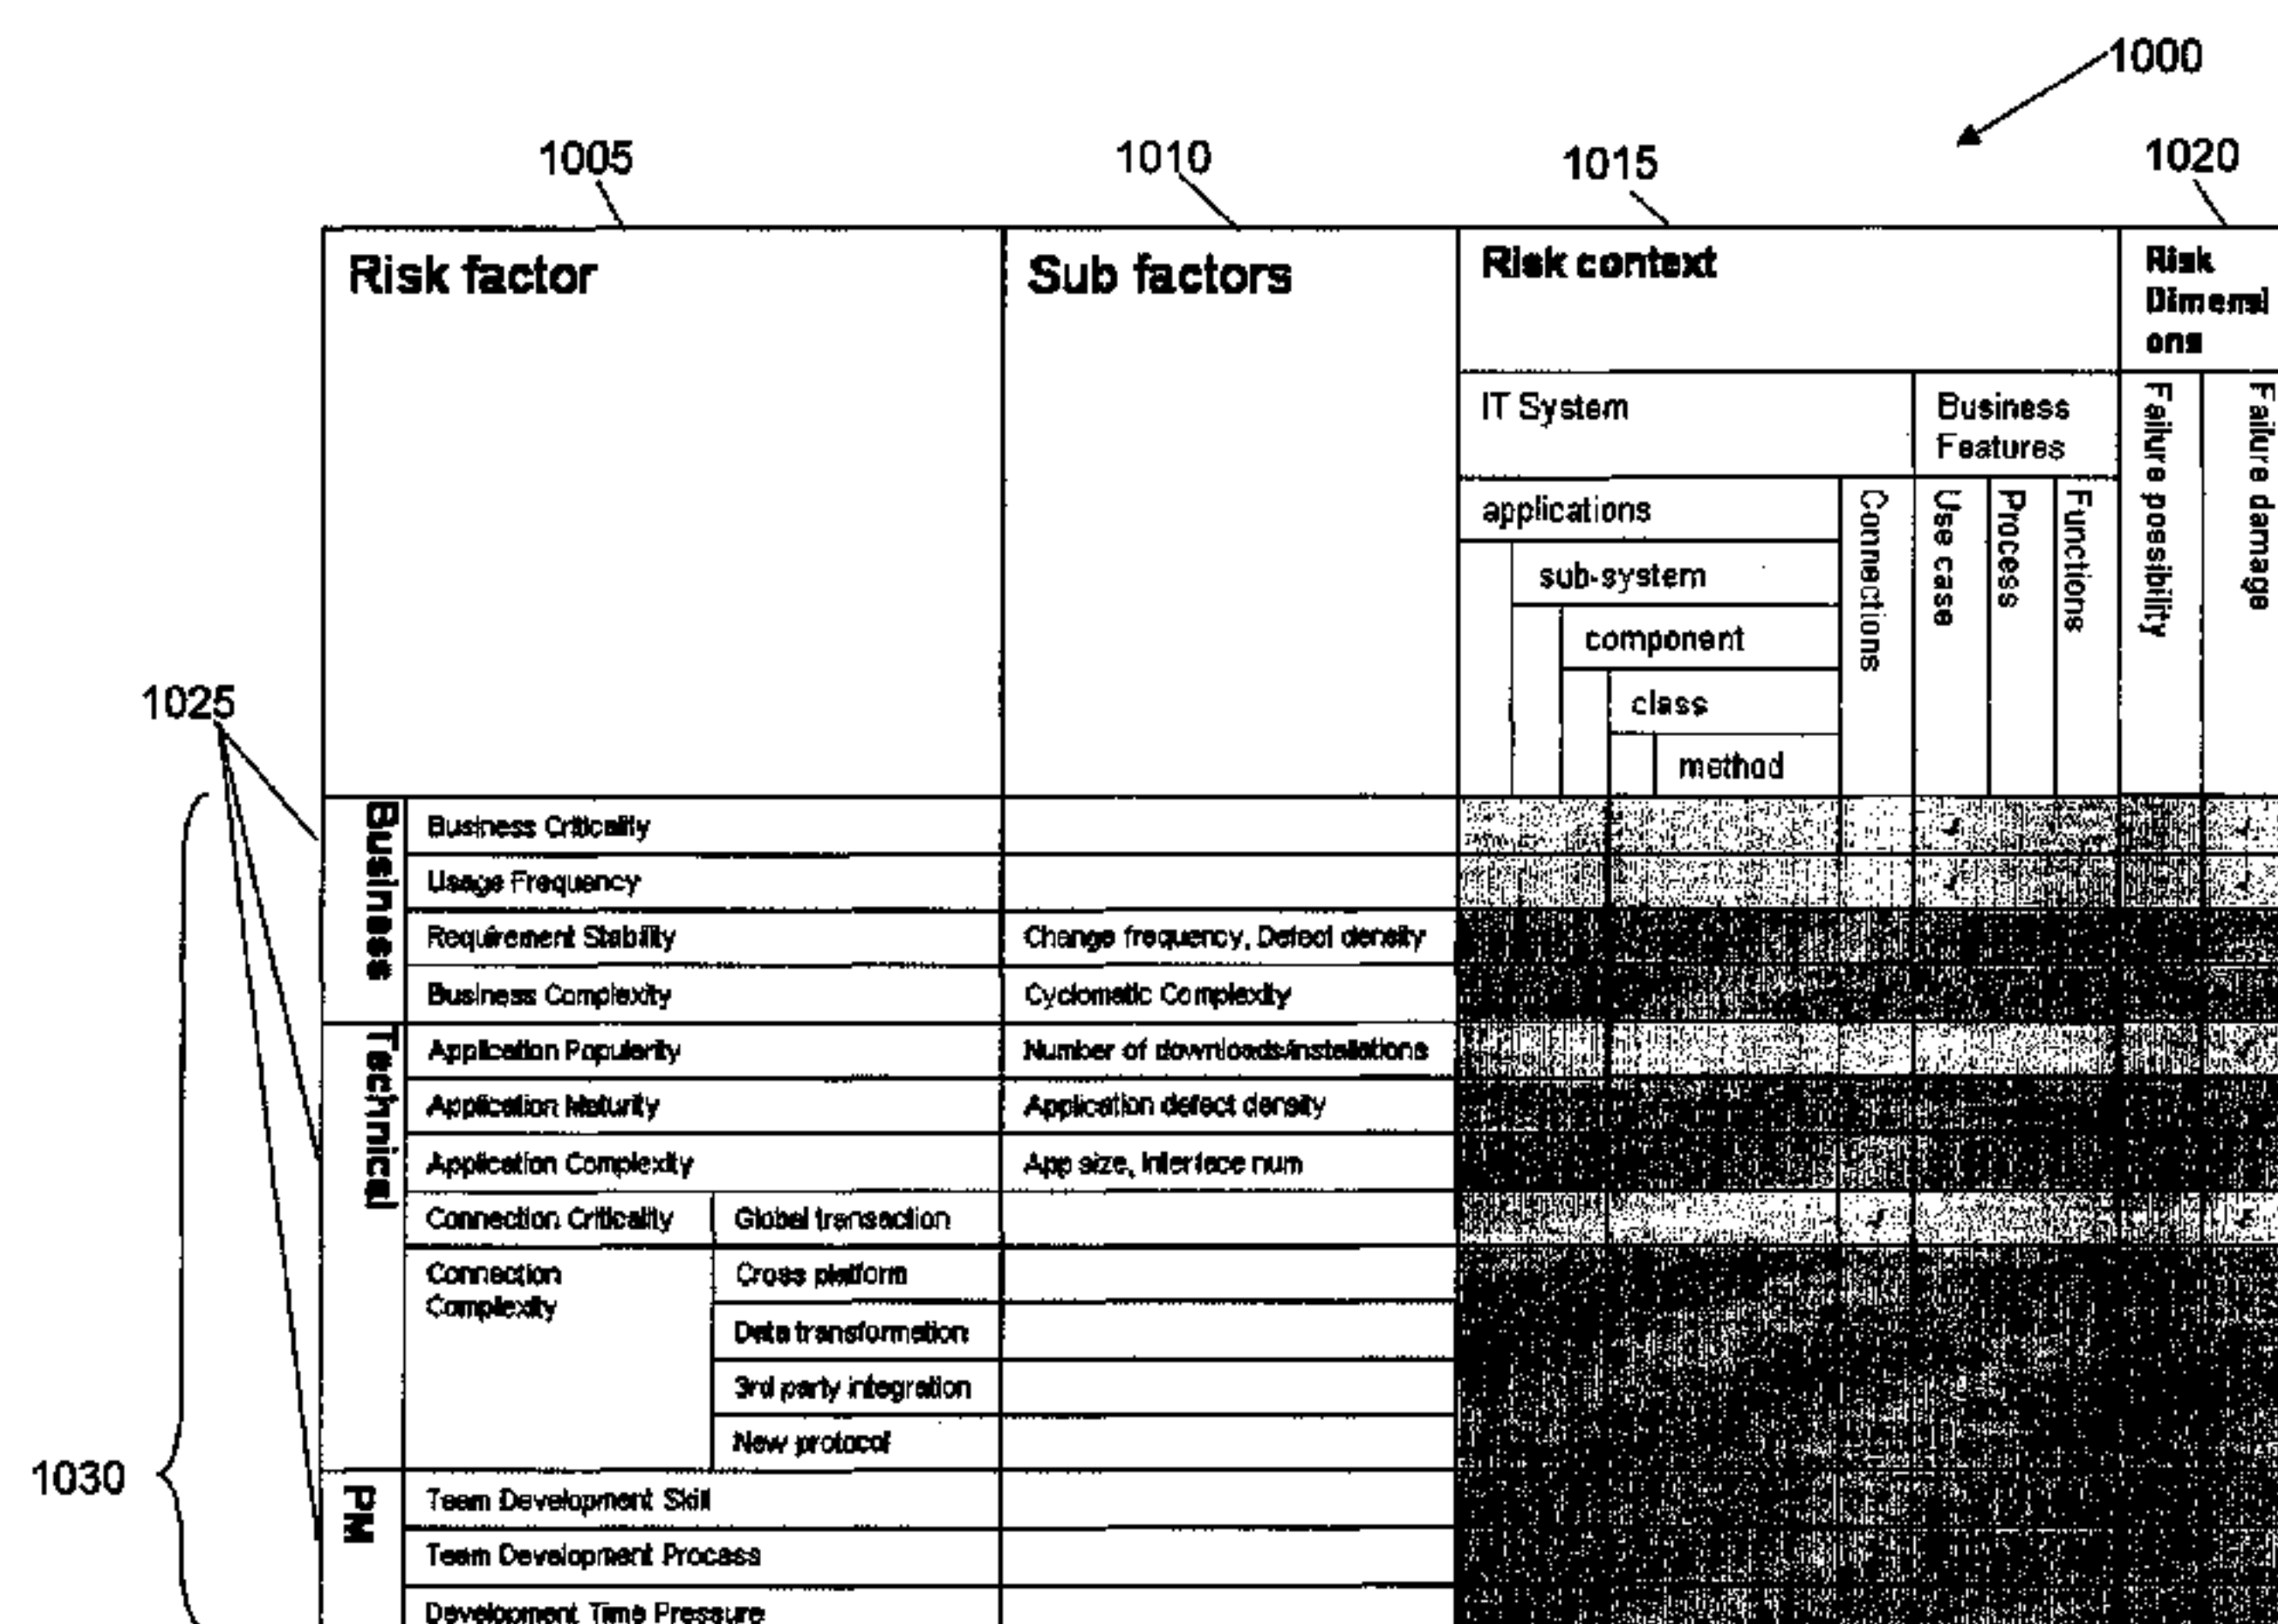 1000
1005
1010
1015
1020
Risk factor
Sub factors
Risk context
Risk
Dimensi
ons
IT System
Business
Features
Failure possibility
Failure damage
applications
Connections
Use case
Process
Functions
sub-system
component
class
method
1025
1030
Business
Business Criticality
Usage Frequency
Requirement Stability
Change frequency, Defect density
Business Complexity
Cyclomatic Complexity
Technical
Application Popularity
Number of downloads/installations
Application Maturity
Application defect density
Application Complexity
App size, Interface num
Connection Criticality
Global transaction
Connection
Complexity
Cross platform
Data transformation
3rd party integration
New protocol
PM
Team Development Skill
Team Development Process
Development Time Pressure